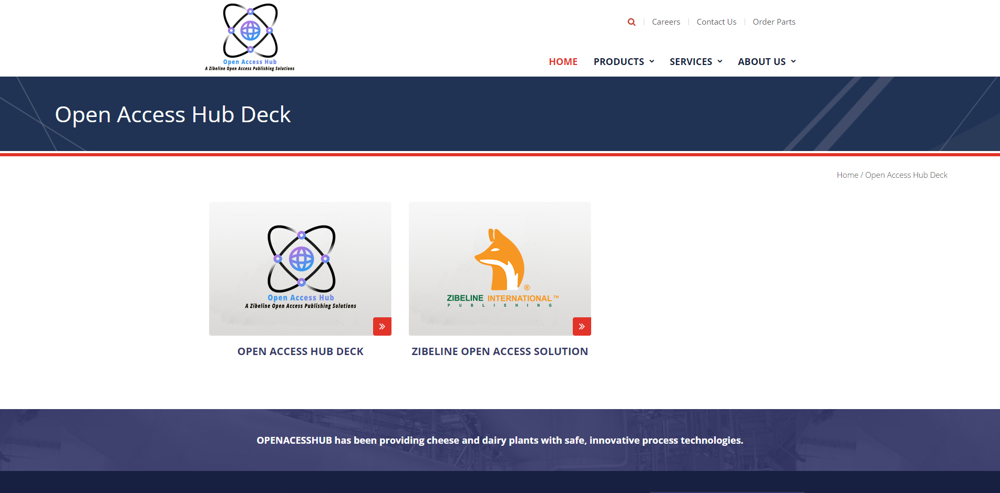 Open Access Hub
A Zibeline Open Access Publishing Solutions
Careers
Contact Us
Order Parts
HOME
PRODUCTS
SERVICES
ABOUT US
Open Access Hub Deck
Home / Open Access Hub Deck
Open Access Hub
A Zibeline Open Access Publishing Solutions
®
ZIBELINE INTERNATIONAL™
PUBLISHING
OPEN ACCESS HUB DECK
ZIBELINE OPEN ACCESS SOLUTION
OPENACESSHUB has been providing cheese and dairy plants with safe, innovative process technologies.